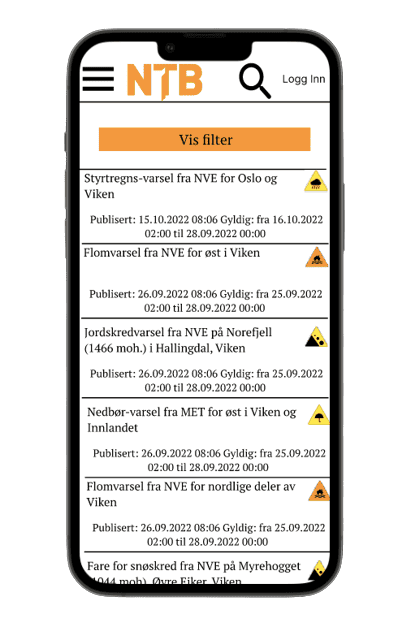 NTB
Logg Inn
Vis filter
Styrtregns-varsel fra NVE for Oslo og
Viken
Publisert: 15.10.2022 08:06 Gyldig: fra 16.10.2022
02:00 til 28.09.2022 00:00
Flomvarsel fra NVE for øst i Viken
Publisert: 26.09.2022 08:06 Gyldig: fra 25.09.2022
02:00 til 28.09.2022 00:00
Jordskredvarsel fra NVE på Norefjell
(1466 moh.) i Hallingdal, Viken
Publisert: 26.09.2022 08:06 Gyldig: fra 25.09.2022
02:00 til 28.09.2022 00:00
Nedbør-varsel fra MET for øst i Viken og
Innlandet
Publisert: 26.09.2022 08:06 Gyldig: fra 25.09.2022
02:00 til 28.09.2022 00:00
Flomvarsel fra NVE for nordlige deler av
Viken
Publisert: 26.09.2022 08:06 Gyldig: fra 25.09.2022
02:00 til 28.09.2022 00:00
Fare for snøskred fra NVE på Myrehogget
(1044 moh), Øvre Eiker, Viken